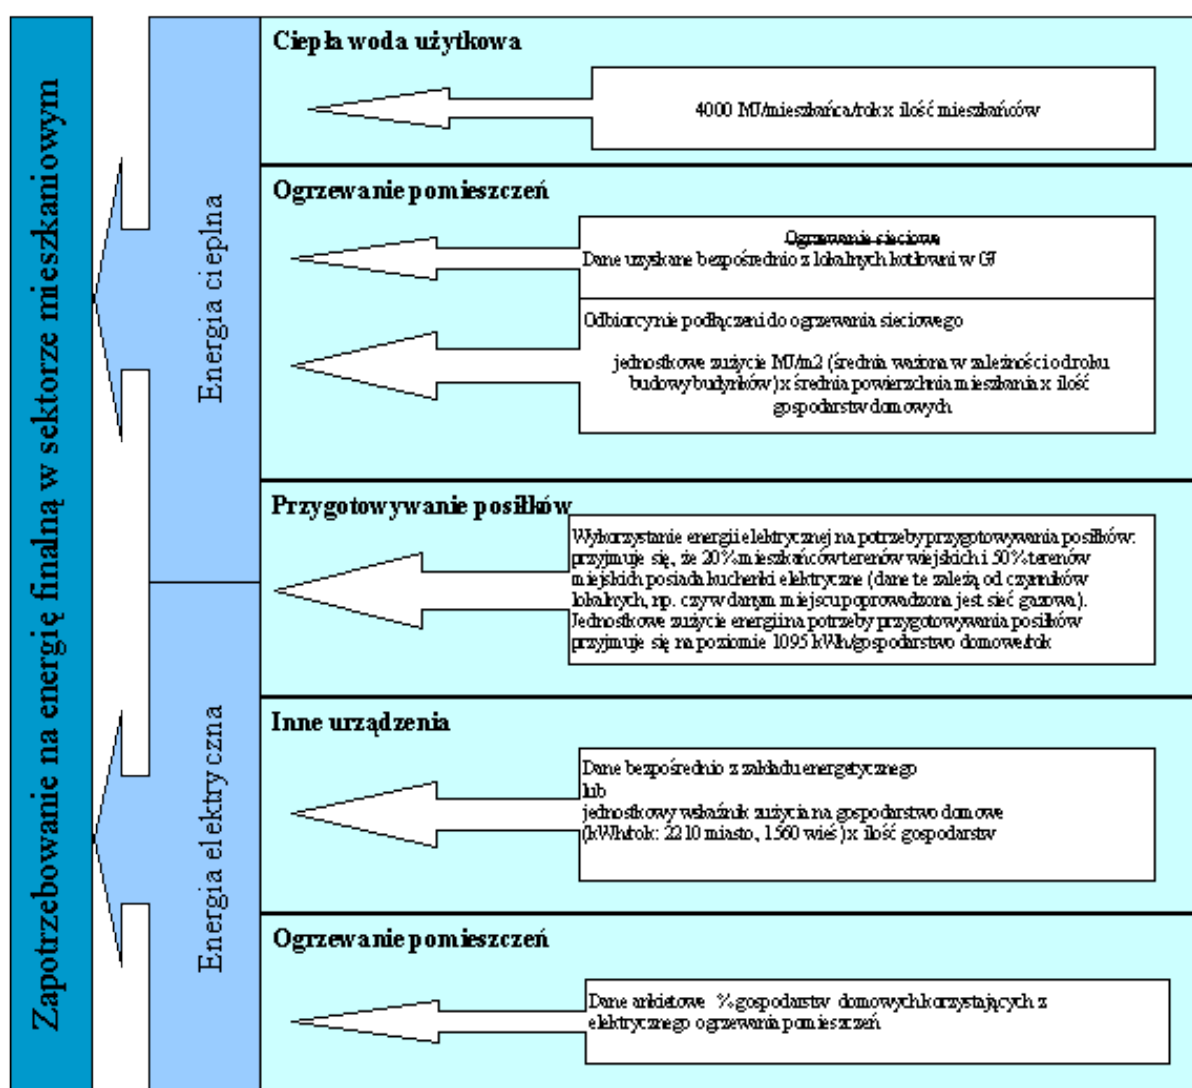 Zapotrzebowanie na energię finalną w sektorze mieszkaniowym
Energia cieplna
Energia elektryczna
Ciepła woda użytkowa
4000 MJ/mieszkańca/rok x ilość mieszkańców
Ogrzewanie pomieszczeń
Ogrzewanie sieciowe
Dane uzyskane bezpośrednio z lokalnych kotłowni w GJ
Odbiorcy nie podłączeni do ogrzewania sieciowego
jednostkowe zużycie MJ/m2 (średnia ważona w zależności od roku
budowy budynków) x średnia powierzchnia mieszkania x ilość
gospodarstw domowych
Przygotowywanie posiłków
Wykorzystanie energii elektrycznej na potrzeby przygotowywania posiłków:
przyjmuje się, że 20% mieszkańców terenów wiejskich i 50% terenów
miejskich posiada kuchenki elektryczne (dane te zależą od czynników
lokalnych, np. czy w danym miejscu poprowadzona jest sieć gazowa).
Jednostkowe zużycie energii na potrzeby przygotowywania posiłków
przyjmuje się na poziomie 1095 kWh/gospodarstwo domowe/rok
Inne urządzenia
Dane bezpośrednio z zakładu energetycznego
lub
jednostkowy wskaźnik zużycia na gospodarstwo domowe
(kWh/rok: 2210 miasto, 1560 wieś) x ilość gospodarstw
Ogrzewanie pomieszczeń
Dane ankietowe % gospodarstw domowych korzystających z
elektrycznego ogrzewania pomieszczeń